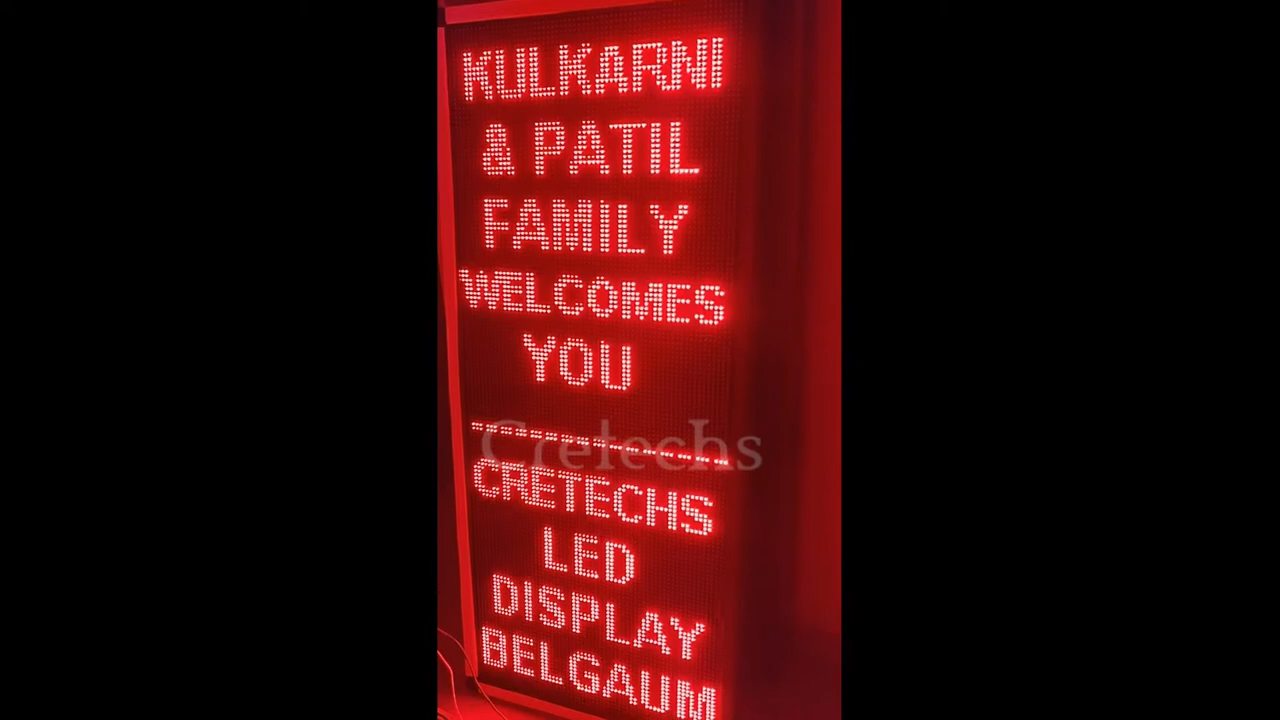 KULKARNI
& PATIL
FAMILY
WELCOMES
YOU
Cretechs
CRETECHS
LED
DISPLAY
BELGAUM